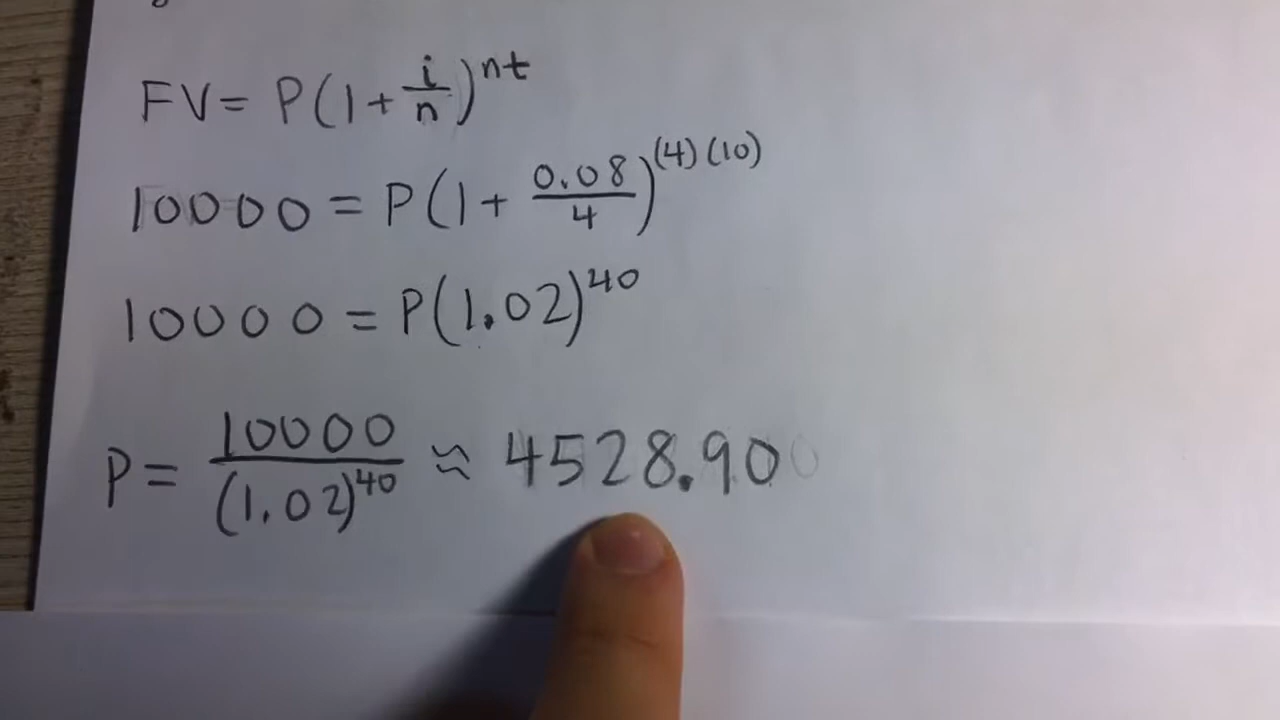 FV = P(1 + i/n)^nt
10000 = P(1 + 0.08/4)^(4)(10)
10000 = P(1.02)^40
P = 10000/(1.02)^40 ≈ 4528.90